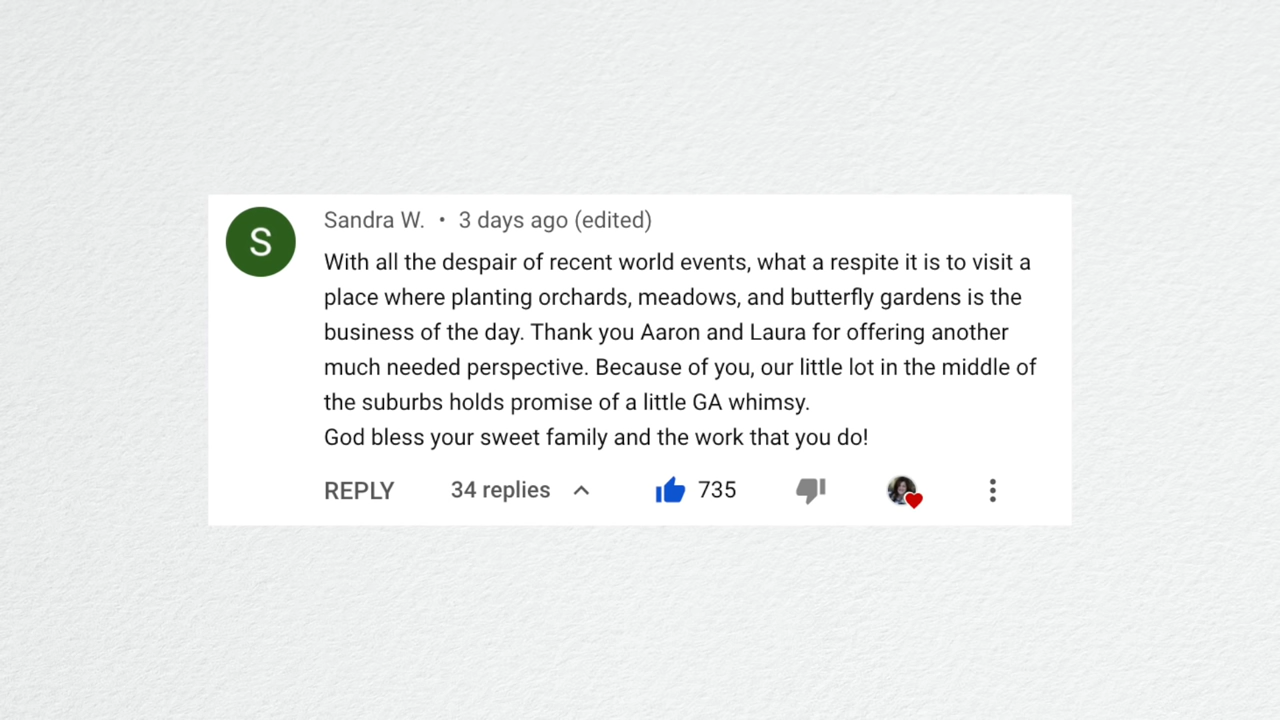 S
Sandra W. • 3 days ago (edited)
With all the despair of recent world events, what a respite it is to visit a
place where planting orchards, meadows, and butterfly gardens is the
business of the day. Thank you Aaron and Laura for offering another
much needed perspective. Because of you, our little lot in the middle of
the suburbs holds promise of a little GA whimsy.
God bless your sweet family and the work that you do!
REPLY 34 replies 735